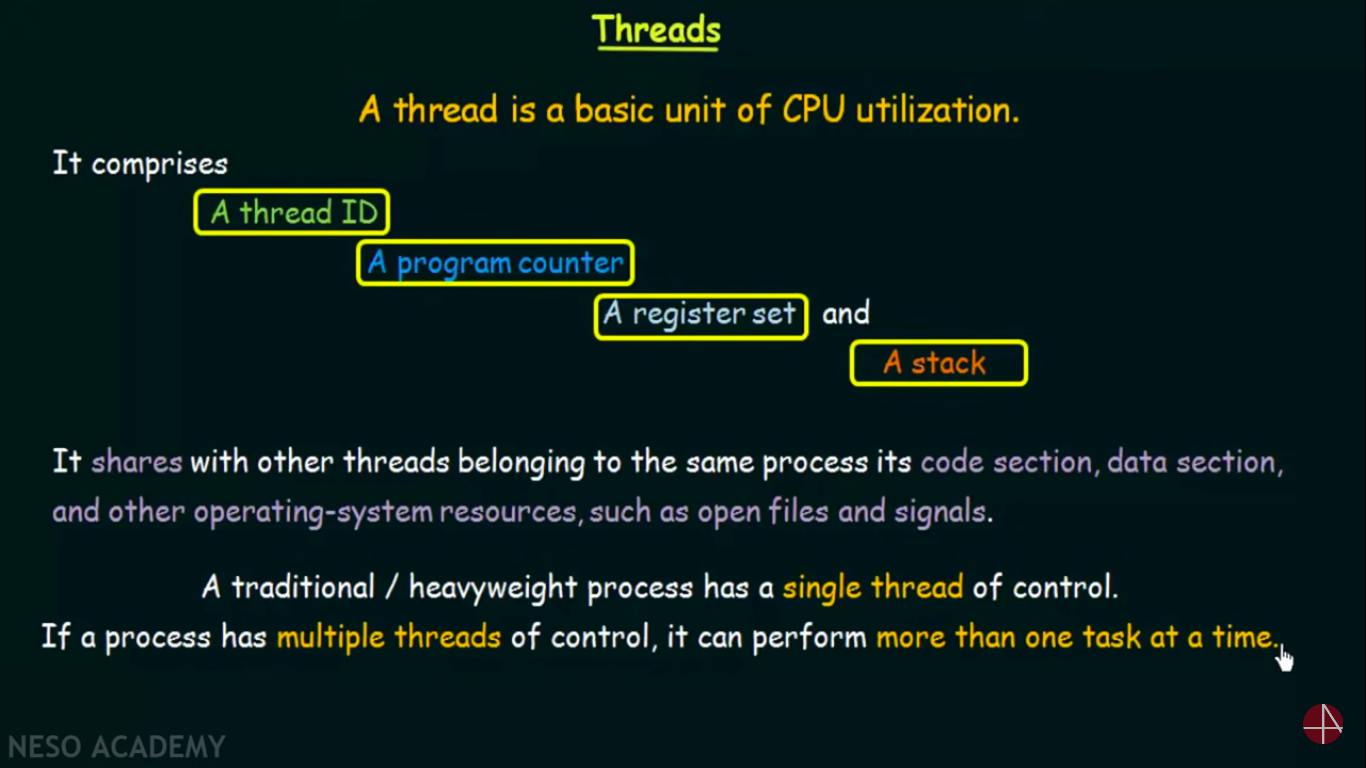 Threads
A thread is a basic unit of CPU utilization.
It comprises
A thread ID
A program counter
A register set and
A stack
It shares with other threads belonging to the same process its code section, data section,
and other operating-system resources, such as open files and signals.
A traditional / heavyweight process has a single thread of control.
If a process has multiple threads of control, it can perform more than one task at a time.
NESO ACADEMY